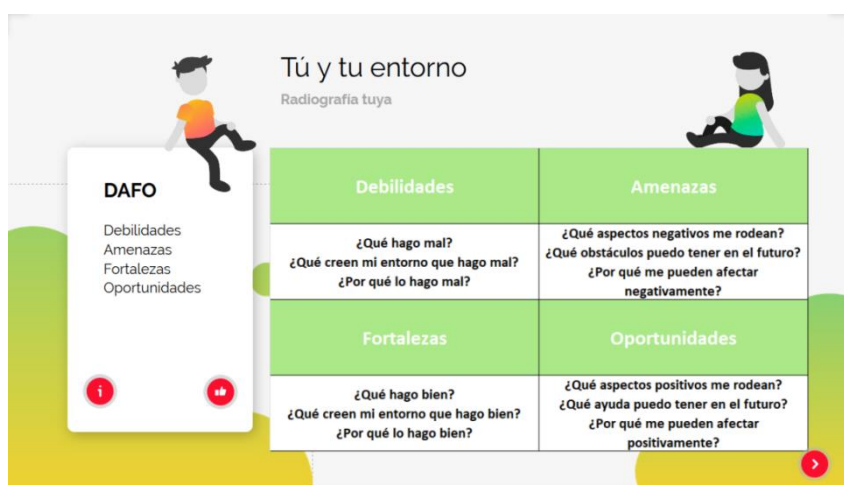 Tú y tu entorno
Radiografía tuya
DAFO
Debilidades
Amenazas
Fortalezas
Oportunidades
Debilidades
¿Qué hago mal?
¿Qué creen mi entorno que hago mal?
¿Por qué lo hago mal?
Amenazas
¿Qué aspectos negativos me rodean?
¿Qué obstáculos puedo tener en el futuro?
¿Por qué me pueden afectar
negativamente?
Fortalezas
¿Qué hago bien?
¿Qué creen mi entorno que hago bien?
¿Por qué lo hago bien?
Oportunidades
¿Qué aspectos positivos me rodean?
¿Qué ayuda puedo tener en el futuro?
¿Por qué me pueden afectar
positivamente?
i